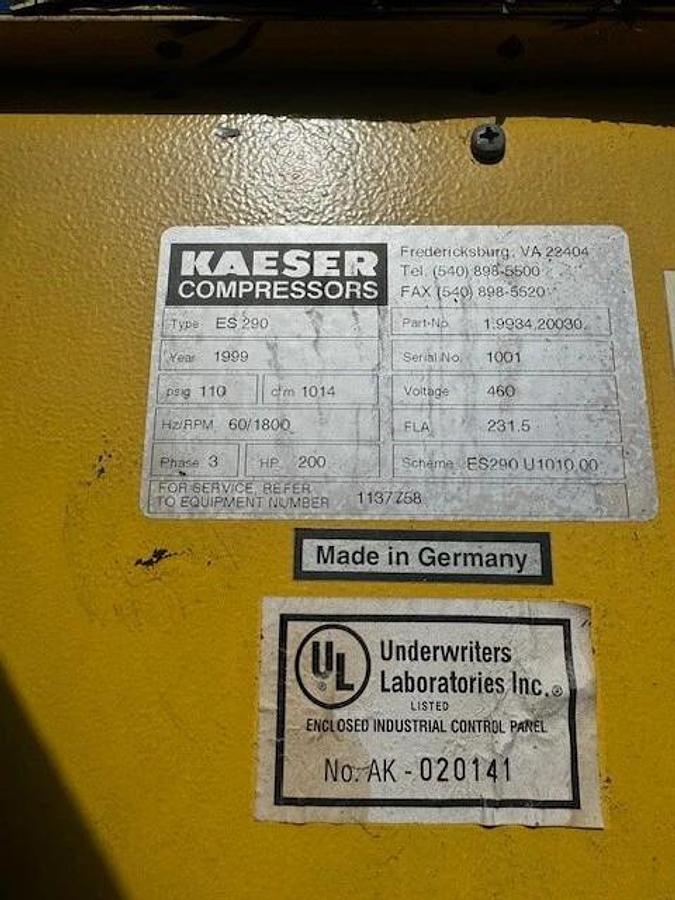 KAESER
COMPRESSORS
Fredericksburg, VA 22404
Tel. (540) 898-5500
FAX (540) 898-5520
Type ES 290
Part-No. 1.9934.20030.
Year 1999
Serial No. 1001
psig 110 cfm 1014
Voltage 460
Hz/RPM 60/1800
FLA 231.5
Phase 3 HP 200
Scheme ES290 U1010.00
FOR SERVICE, REFER
TO EQUIPMENT NUMBER 1137758
Made in Germany
UL ®
Underwriters
Laboratories Inc.®
LISTED
ENCLOSED INDUSTRIAL CONTROL PANEL
No. AK - 020141